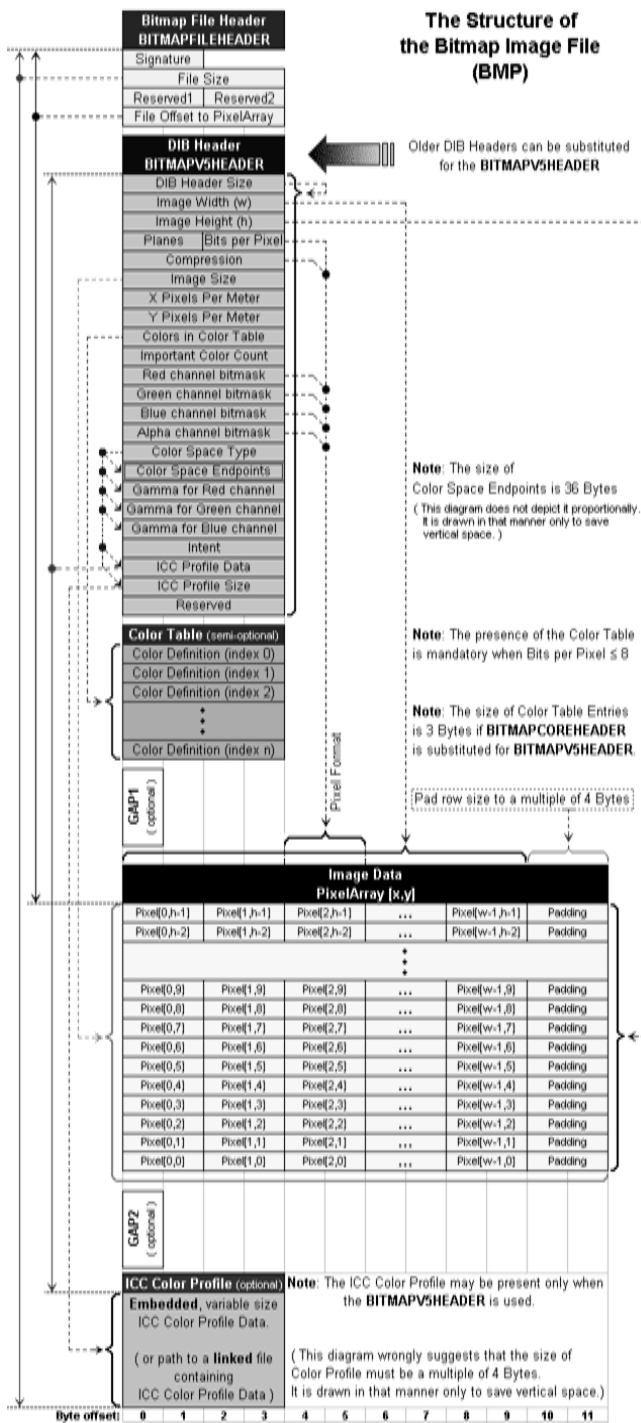 The Structure of
the Bitmap Image File
(BMP)
Bitmap File Header
BITMAPFILEHEADER
Signature
File Size
Reserved1 Reserved2
File Offset to PixelArray
DIB Header
BITMAPV5HEADER
Older DIB Headers can be substituted
for the BITMAPV5HEADER
DIB Header Size
Image Width (w)
Image Height (h)
Planes Bits per Pixel
Compression
Image Size
X Pixels Per Meter
Y Pixels Per Meter
Colors in Color Table
Important Color Count
Red channel bitmask
Green channel bitmask
Blue channel bitmask
Alpha channel bitmask
Color Space Type
Color Space Endpoints
Gamma for Red channel
Gamma for Green channel
Gamma for Blue channel
Intent
ICC Profile Data
ICC Profile Size
Reserved
Note: The size of
Color Space Endpoints is 36 Bytes
( This diagram does not depict it proportionally.
It is drawn in that manner only to save
vertical space. )
Color Table (semi-optional)
Color Definition (index 0)
Color Definition (index 1)
Color Definition (index 2)
Color Definition (index n)
Note: The presence of the Color Table
is mandatory when Bits per Pixel ≤ 8
Note: The size of Color Table Entries
is 3 Bytes if BITMAPCOREHEADER
is substituted for BITMAPV5HEADER.
GAP1
( optional )
Pixel Format
Pad row size to a multiple of 4 Bytes
Image Data
PixelArray [x,y]
Pixel[0,h-1] Pixel[1,h-1] Pixel[2,h-1] ... Pixel[w-1,h-1] Padding
Pixel[0,h-2] Pixel[1,h-2] Pixel[2,h-2] ... Pixel[w-1,h-2] Padding
Pixel[0,9] Pixel[1,9] Pixel[2,9] ... Pixel[w-1,9] Padding
Pixel[0,8] Pixel[1,8] Pixel[2,8] ... Pixel[w-1,8] Padding
Pixel[0,7] Pixel[1,7] Pixel[2,7] ... Pixel[w-1,7] Padding
Pixel[0,6] Pixel[1,6] Pixel[2,6] ... Pixel[w-1,6] Padding
Pixel[0,5] Pixel[1,5] Pixel[2,5] ... Pixel[w-1,5] Padding
Pixel[0,4] Pixel[1,4] Pixel[2,4] ... Pixel[w-1,4] Padding
Pixel[0,3] Pixel[1,3] Pixel[2,3] ... Pixel[w-1,3] Padding
Pixel[0,2] Pixel[1,2] Pixel[2,2] ... Pixel[w-1,2] Padding
Pixel[0,1] Pixel[1,1] Pixel[2,1] ... Pixel[w-1,1] Padding
Pixel[0,0] Pixel[1,0] Pixel[2,0] ... Pixel[w-1,0] Padding
GAP2
( optional )
ICC Color Profile (optional)
Embedded, variable size
ICC Color Profile Data.
( or path to a linked file
containing
ICC Color Profile Data )
Note: The ICC Color Profile may be present only when
the BITMAPV5HEADER is used.
( This diagram wrongly suggests that the size of
Color Profile must be a multiple of 4 Bytes.
It is drawn in that manner only to save vertical space.)
Byte offset: 0 1 2 3 4 5 6 7 8 9 10 11